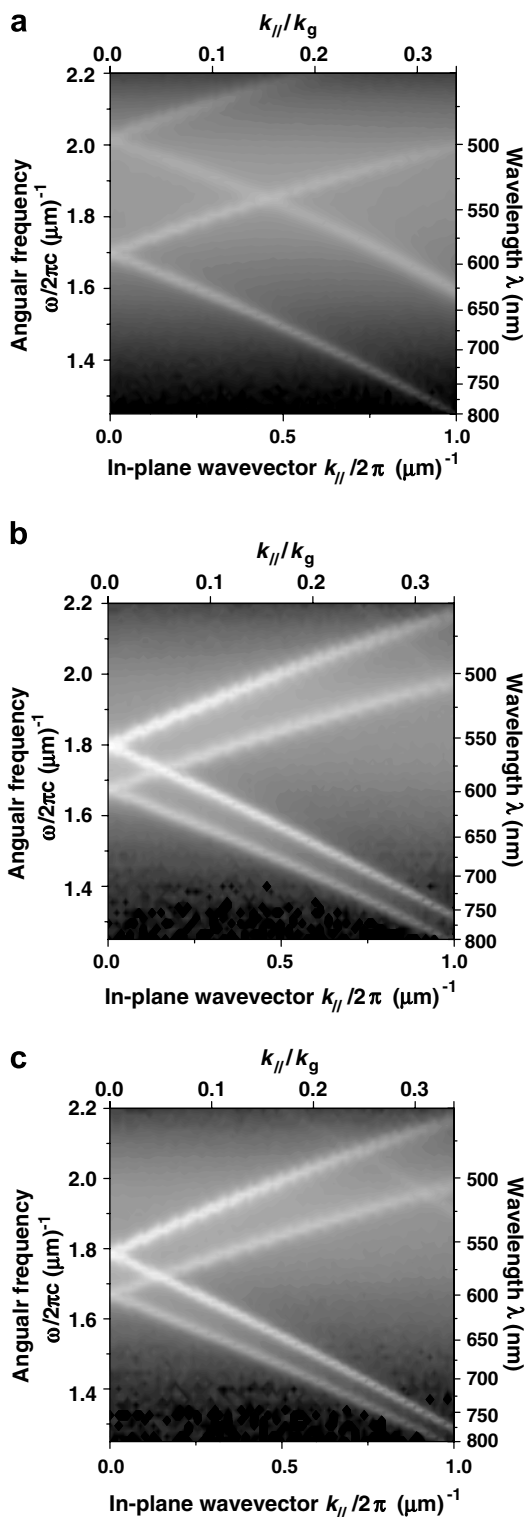 a
k///kg
0.0 0.1 0.2 0.3
2.2
2.0
1.8
1.6
1.4
Angualr frequency
ω/2πc (μm)-1
500
550
600
650
700
750
800
Wavelength λ (nm)
0.0 0.5 1.0
In-plane wavevector k///2π (μm)-1
b
k///kg
0.0 0.1 0.2 0.3
2.2
2.0
1.8
1.6
1.4
Angualr frequency
ω/2πc (μm)-1
500
550
600
650
700
750
800
Wavelength λ (nm)
0.0 0.5 1.0
In-plane wavevector k///2π (μm)-1
c
k///kg
0.0 0.1 0.2 0.3
2.2
2.0
1.8
1.6
1.4
Angualr frequency
ω/2πc (μm)-1
500
550
600
650
700
750
800
Wavelength λ (nm)
0.0 0.5 1.0
In-plane wavevector k///2π (μm)-1